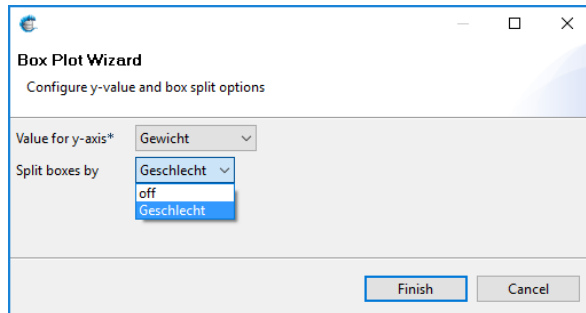 Box Plot Wizard
Configure y-value and box split options
Value for y-axis* Gewicht
Split boxes by Geschlecht
off
Geschlecht
Finish Cancel